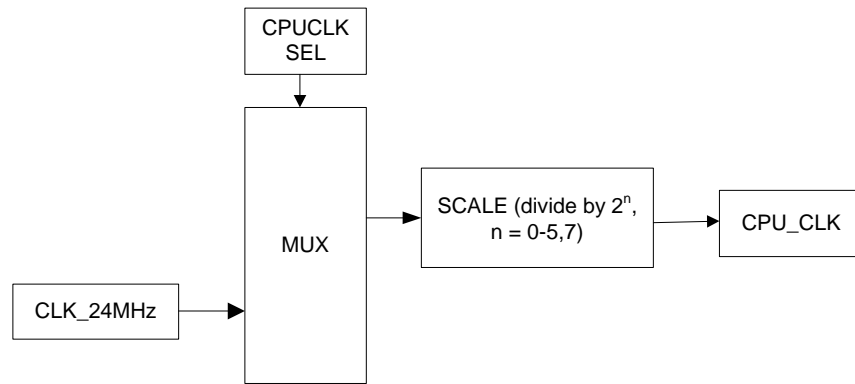 CPUCLK
SEL
MUX
SCALE (divide by 2ⁿ,
n = 0-5,7)
CPU_CLK
CLK_24MHz